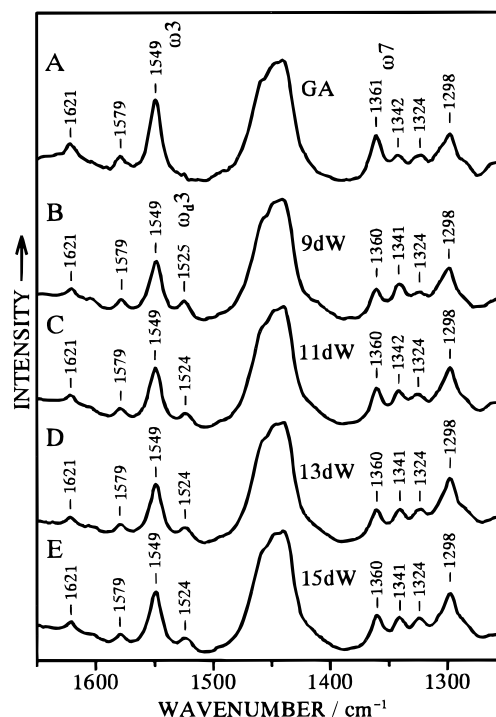 ω3
ω7
A
– 1621
– 1579
– 1549
GA
– 1361
– 1342
– 1324
– 1298
B
– 1621
– 1579
– 1549
ωd3
– 1525
9dW
– 1360
– 1341
– 1324
– 1298
C
– 1621
– 1579
– 1549
– 1524
11dW
– 1360
– 1342
– 1324
– 1298
D
– 1621
– 1579
– 1549
– 1524
13dW
– 1360
– 1341
– 1324
– 1298
E
– 1621
– 1579
– 1549
– 1524
15dW
– 1360
– 1341
– 1324
– 1298
INTENSITY →
1600 1500 1400 1300
WAVENUMBER / cm⁻¹